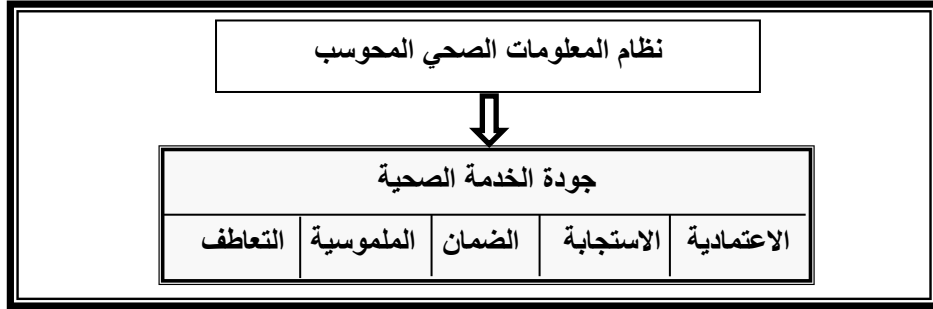 نظام المعلومات الصحي المحوسب
جودة الخدمة الصحية
الاعتمادية الاستجابة الضمان الملموسية التعاطف